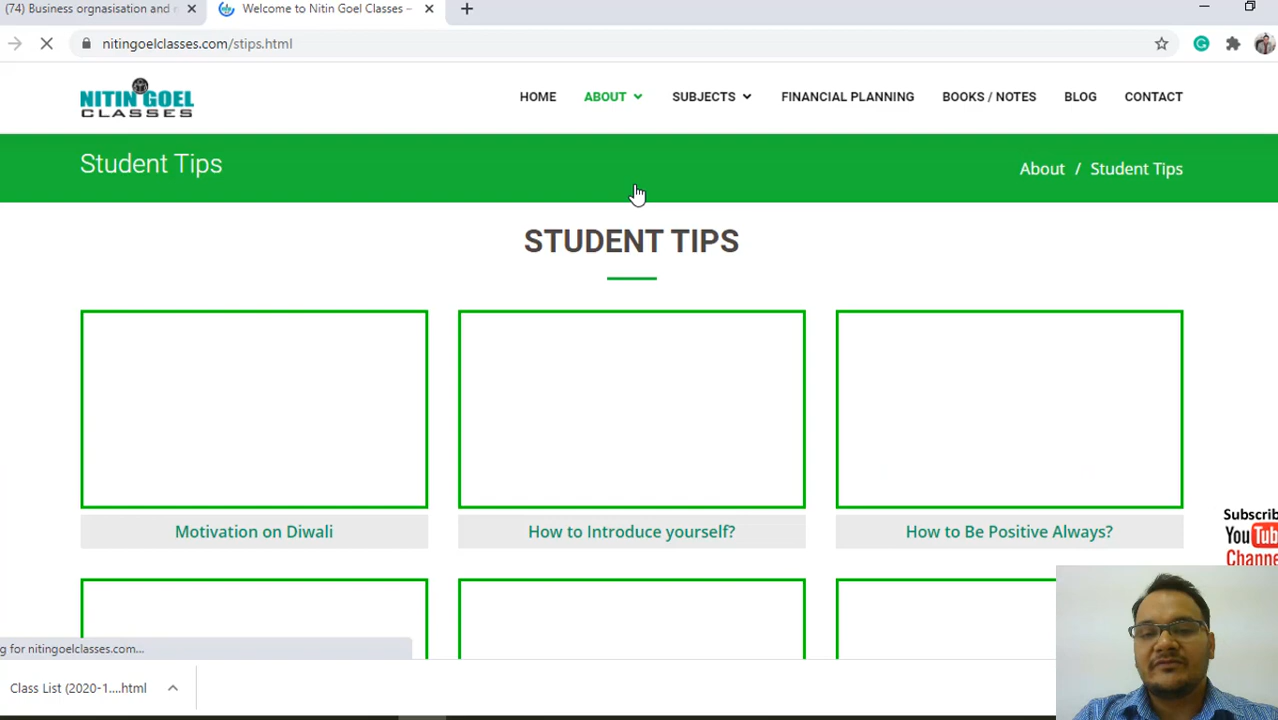 (74) Business orgnasisation and
Welcome to Nitin Goel Classes –
nitingoelclasses.com/stips.html
NITIN GOEL
CLASSES
HOME
ABOUT
SUBJECTS
FINANCIAL PLANNING
BOOKS / NOTES
BLOG
CONTACT
Student Tips
About / Student Tips
STUDENT TIPS
Motivation on Diwali
How to Introduce yourself?
How to Be Positive Always?
Subscrib
YouTub
Channe
g for nitingoelclasses.com...
Class List (2020-1....html